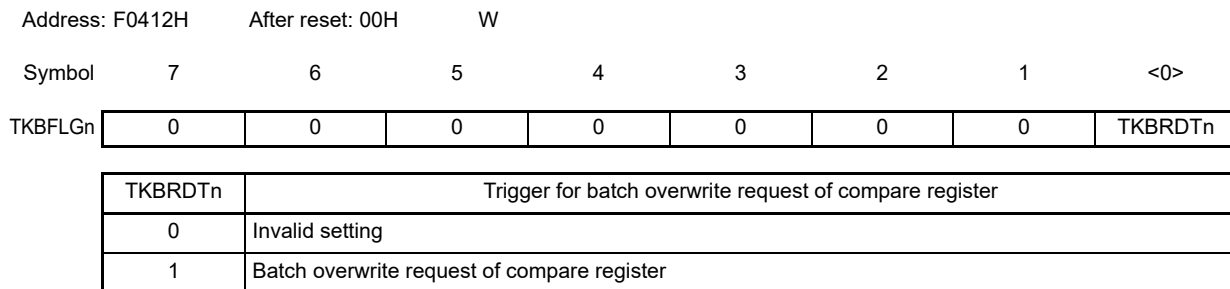 Address: F0412H After reset: 00H W
Symbol 7 6 5 4 3 2 1 <0>
TKBFLGn 0 0 0 0 0 0 0 TKBRDTn
TKBRDTn Trigger for batch overwrite request of compare register
0 Invalid setting
1 Batch overwrite request of compare register